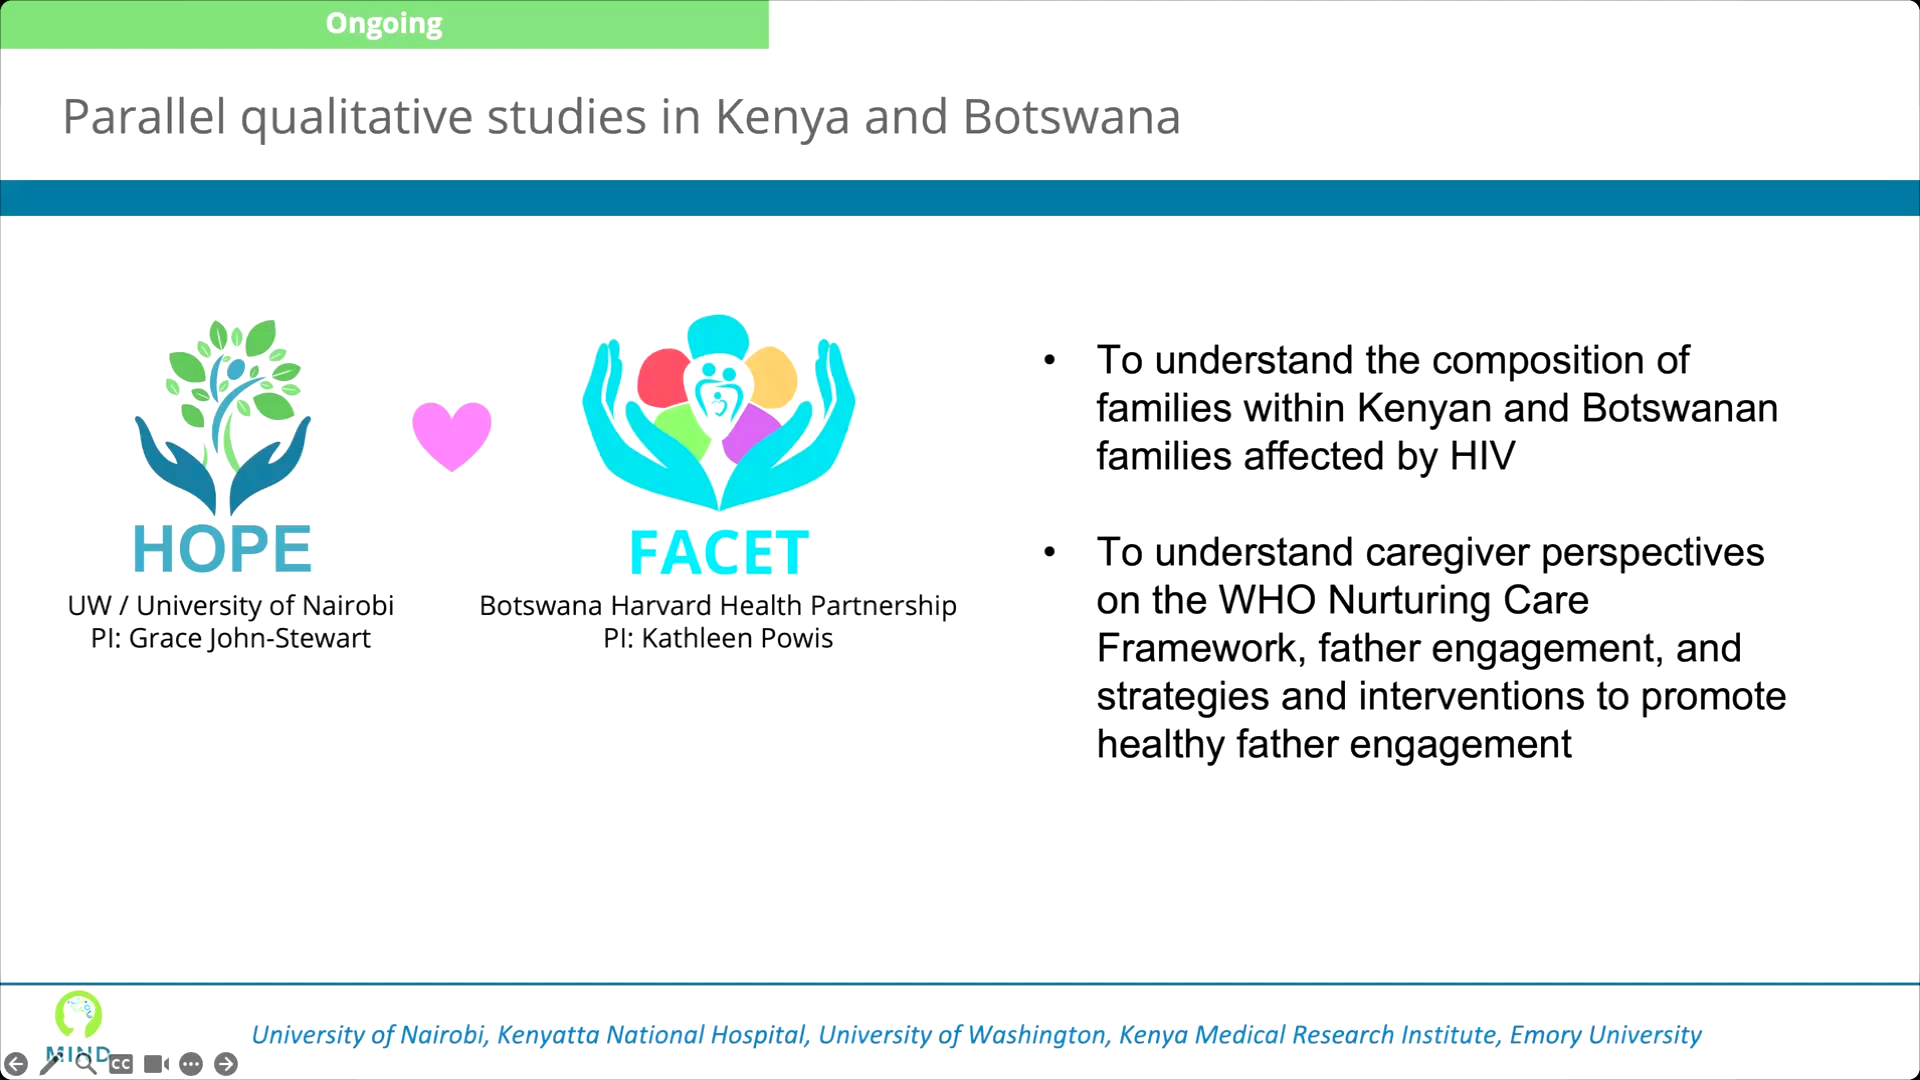 Ongoing
Parallel qualitative studies in Kenya and Botswana
HOPE
UW / University of Nairobi
PI: Grace John-Stewart
FACET
Botswana Harvard Health Partnership
PI: Kathleen Powis
• To understand the composition of
families within Kenyan and Botswanan
families affected by HIV
• To understand caregiver perspectives
on the WHO Nurturing Care
Framework, father engagement, and
strategies and interventions to promote
healthy father engagement
MIND
CC
University of Nairobi, Kenyatta National Hospital, University of Washington, Kenya Medical Research Institute, Emory University